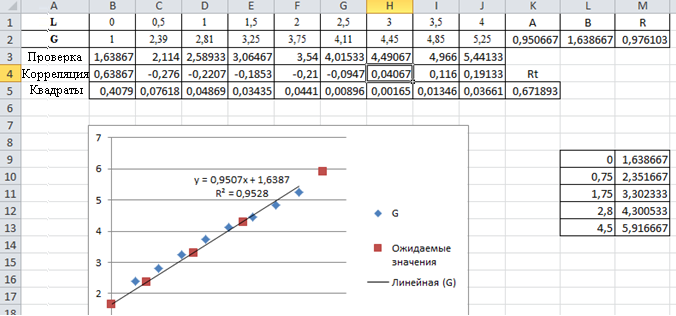 A B C D E F G H I J K L M
1 L 0 0,5 1 1,5 2 2,5 3 3,5 4 A B R
2 G 1 2,39 2,81 3,25 3,75 4,11 4,45 4,85 5,25 0,950667 1,638667 0,976103
3 Проверка 1,63867 2,114 2,58933 3,06467 3,54 4,01533 4,49067 4,966 5,44133
4 Корреляция 0,63867 -0,276 -0,2207 -0,1853 -0,21 -0,0947 0,04067 0,116 0,19133 Rt
5 Квадраты 0,4079 0,07618 0,04869 0,03435 0,0441 0,00896 0,00165 0,01346 0,03661 0,671893
6
7
8
9 0 1,638667
10 0,75 2,351667
11 1,75 3,302333
12 2,8 4,300533
13 4,5 5,916667
14
15
16
17
18
7
6
5
4
3
2
y = 0,9507x + 1,6387
R² = 0,9528
G
Ожидаемые
значения
Линейная (G)